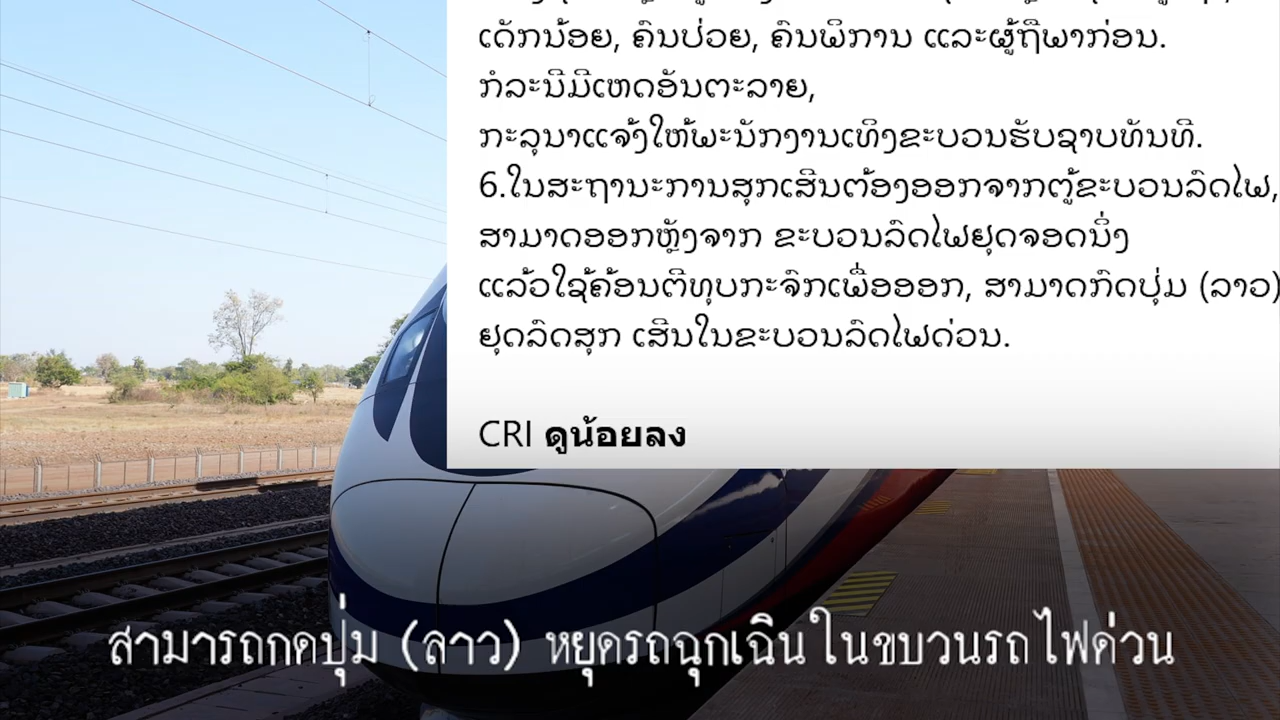 ເດັກນ້ອຍ, ຄົນປ່ວຍ, ຄົນພິການ ແລະຜູ້ຖືພາກ່ອນ.
ກໍລະນີມີເຫດອັນຕະລາຍ,
ກະລຸນາແຈ້ງໃຫ້ພະນັກງານເທິງຂະບວນຮັບຊາບທັນທີ.
6.ໃນສະຖານະການສຸກເສີນຕ້ອງອອກຈາກຕູ້ຂະບວນລົດໄຟ,
ສາມາດອອກຫຼັງຈາກ ຂະບວນລົດໄຟຢຸດຈອດນິ່ງ
ແລ້ວໃຊ້ຄ້ອນຕີທຸບກະຈົກເພື່ອອອກ, ສາມາດກົດປຸ່ມ (ລາວ)
ຢຸດລົດສຸກ ເສີນໃນຂະບວນລົດໄຟດ່ວນ.
CRI ดูน้อยลง
สามารถกดปุ่ม (ลาว) หยุดรถฉุกเฉินในขบวนรถไฟด่วน